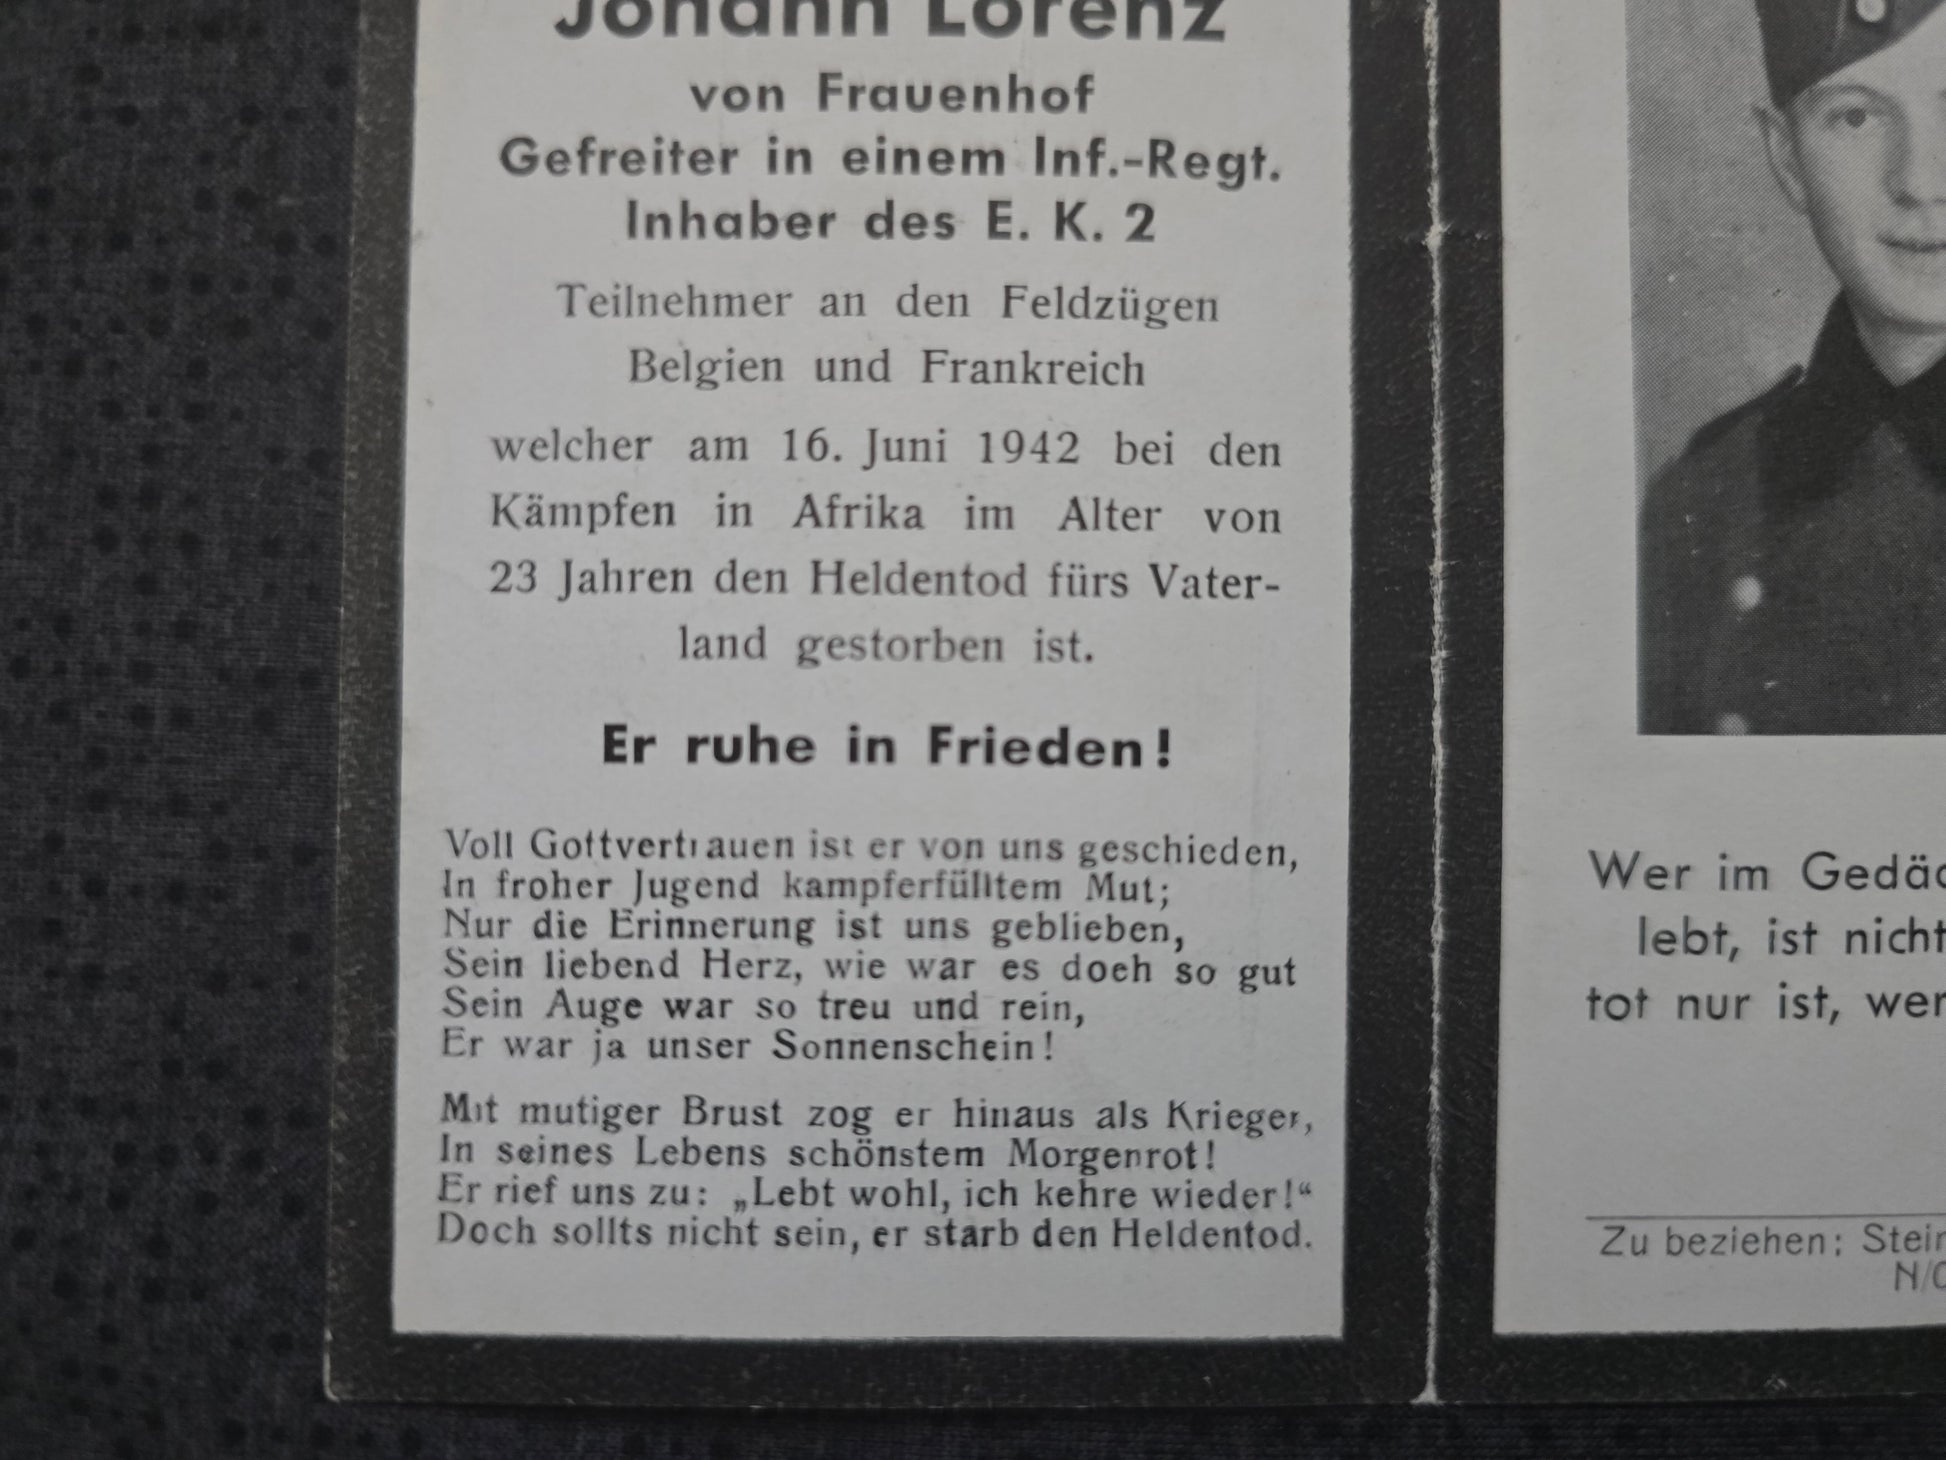 Johann Lorenz
von Frauenhof
Gefreiter in einem Inf.-Regt.
Inhaber des E. K. 2
Teilnehmer an den Feldzügen
Belgien und Frankreich
welcher am 16. Juni 1942 bei den
Kämpfen in Afrika im Alter von
23 Jahren den Heldentod fürs Vater-
land gestorben ist.
Er ruhe in Frieden!
Voll Gottvertrauen ist er von uns geschieden,
In froher Jugend kampferfülltem Mut;
Nur die Erinnerung ist uns geblieben,
Sein liebend Herz, wie war es doeh so gut
Sein Auge war so treu und rein,
Er war ja unser Sonnenschein!
Mit mutiger Brust zog er hinaus als Krieger,
In seines Lebens schönstem Morgenrot!
Er rief uns zu: „Lebt wohl, ich kehre wieder!“
Doch sollts nicht sein, er starb den Heldentod.
Wer im
lebt, ist nicht
tot nur ist, wer
Zu beziehen: